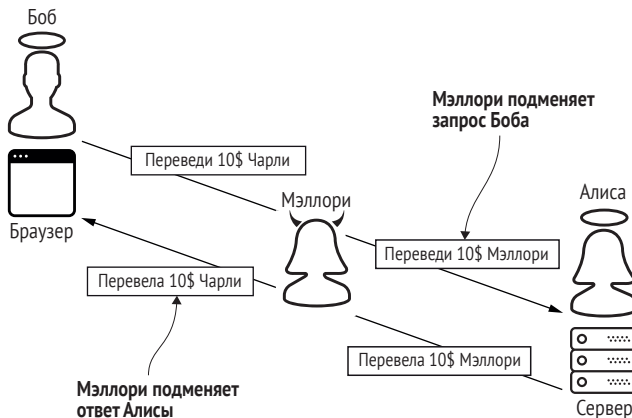 Боб
Мэллори подменяет
запрос Боба
Переведи 10$ Чарли
Мэллори
Алиса
Браузер
Переведи 10$ Мэллори
Перевела 10$ Чарли
Перевела 10$ Мэллори
Мэллори подменяет
ответ Алисы
Сервер